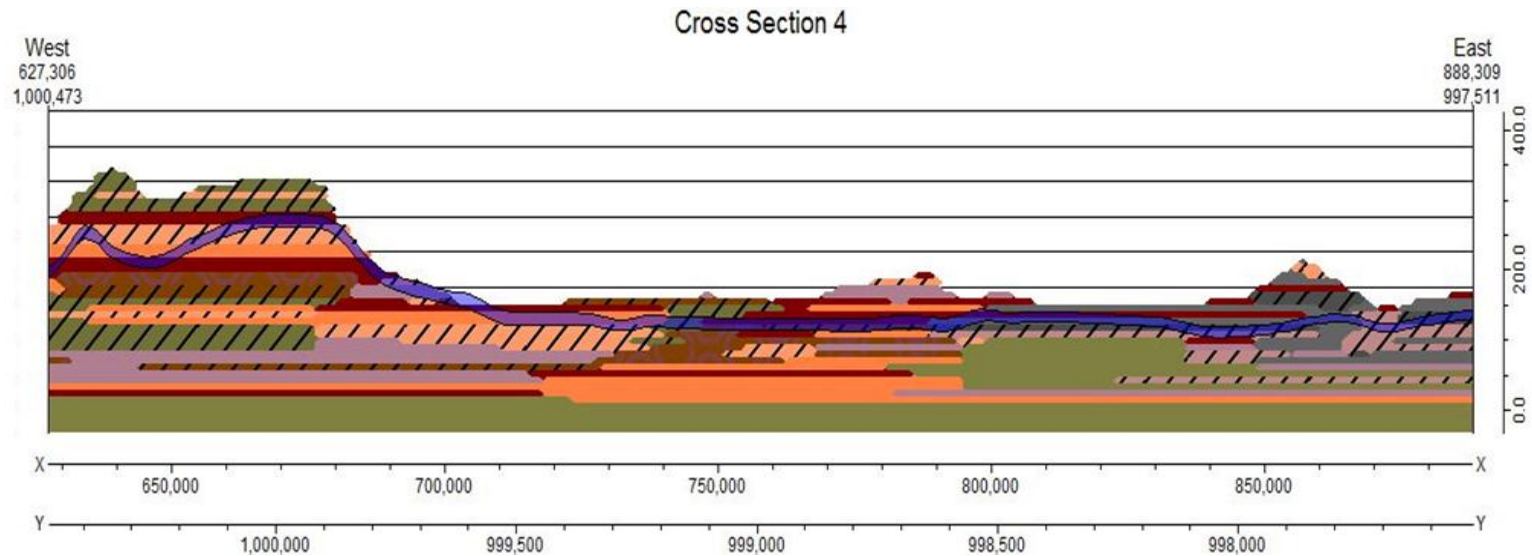 Cross Section 4
West
627,306
1,000,473
East
888,309
997,511
400.0
200.0
0.0
X 650,000 700,000 750,000 800,000 850,000 X
Y 1,000,000 999,500 999,000 998,500 998,000 Y